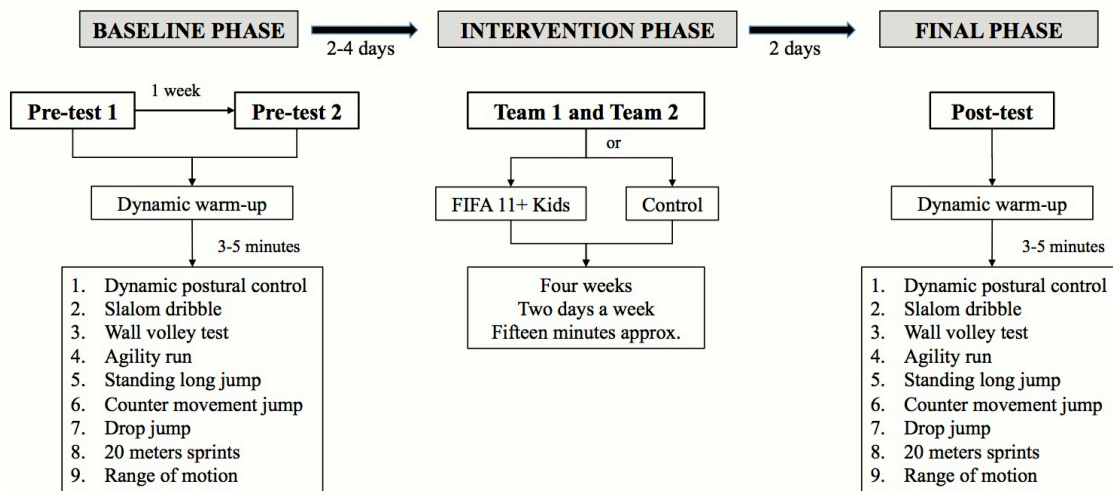 BASELINE PHASE
2-4 days
INTERVENTION PHASE
2 days
FINAL PHASE
Pre-test 1
1 week
Pre-test 2
Dynamic warm-up
3-5 minutes
1. Dynamic postural control
2. Slalom dribble
3. Wall volley test
4. Agility run
5. Standing long jump
6. Counter movement jump
7. Drop jump
8. 20 meters sprints
9. Range of motion
Team 1 and Team 2
or
FIFA 11+ Kids
Control
Four weeks
Two days a week
Fifteen minutes approx.
Post-test
Dynamic warm-up
3-5 minutes
1. Dynamic postural control
2. Slalom dribble
3. Wall volley test
4. Agility run
5. Standing long jump
6. Counter movement jump
7. Drop jump
8. 20 meters sprints
9. Range of motion